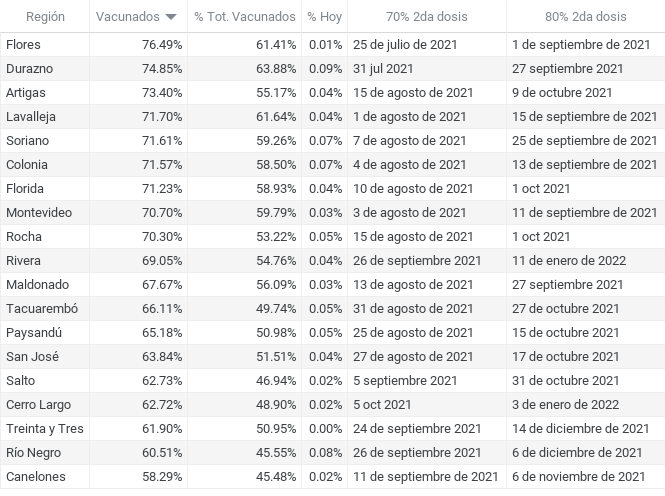 Región Vacunados % Tot. Vacunados % Hoy 70% 2da dosis 80% 2da dosis
Flores 76.49% 61.41% 0.01% 25 de julio de 2021 1 de septiembre de 2021
Durazno 74.85% 63.88% 0.09% 31 jul 2021 27 septiembre 2021
Artigas 73.40% 55.17% 0.04% 15 de agosto de 2021 9 de octubre 2021
Lavalleja 71.70% 61.64% 0.04% 1 de agosto de 2021 15 de septiembre de 2021
Soriano 71.61% 59.26% 0.07% 7 de agosto de 2021 25 de septiembre de 2021
Colonia 71.57% 58.50% 0.07% 4 de agosto de 2021 13 de septiembre de 2021
Florida 71.23% 58.93% 0.04% 10 de agosto de 2021 1 oct 2021
Montevideo 70.70% 59.79% 0.03% 3 de agosto de 2021 11 de septiembre de 2021
Rocha 70.30% 53.22% 0.05% 15 de agosto de 2021 1 oct 2021
Rivera 69.05% 54.76% 0.04% 26 de septiembre 2021 11 de enero de 2022
Maldonado 67.67% 56.09% 0.03% 13 de agosto de 2021 27 septiembre 2021
Tacuarembó 66.11% 49.74% 0.05% 31 de agosto de 2021 27 de octubre 2021
Paysandú 65.18% 50.98% 0.05% 25 de agosto de 2021 15 de octubre 2021
San José 63.84% 51.51% 0.04% 27 de agosto de 2021 17 de octubre 2021
Salto 62.73% 46.94% 0.02% 5 septiembre 2021 31 de octubre 2021
Cerro Largo 62.72% 48.90% 0.02% 5 oct 2021 3 de enero de 2022
Treinta y Tres 61.90% 50.95% 0.00% 24 de septiembre 2021 14 de diciembre de 2021
Río Negro 60.51% 45.55% 0.08% 26 de septiembre 2021 6 de diciembre de 2021
Canelones 58.29% 45.48% 0.02% 11 de septiembre de 2021 6 de noviembre de 2021